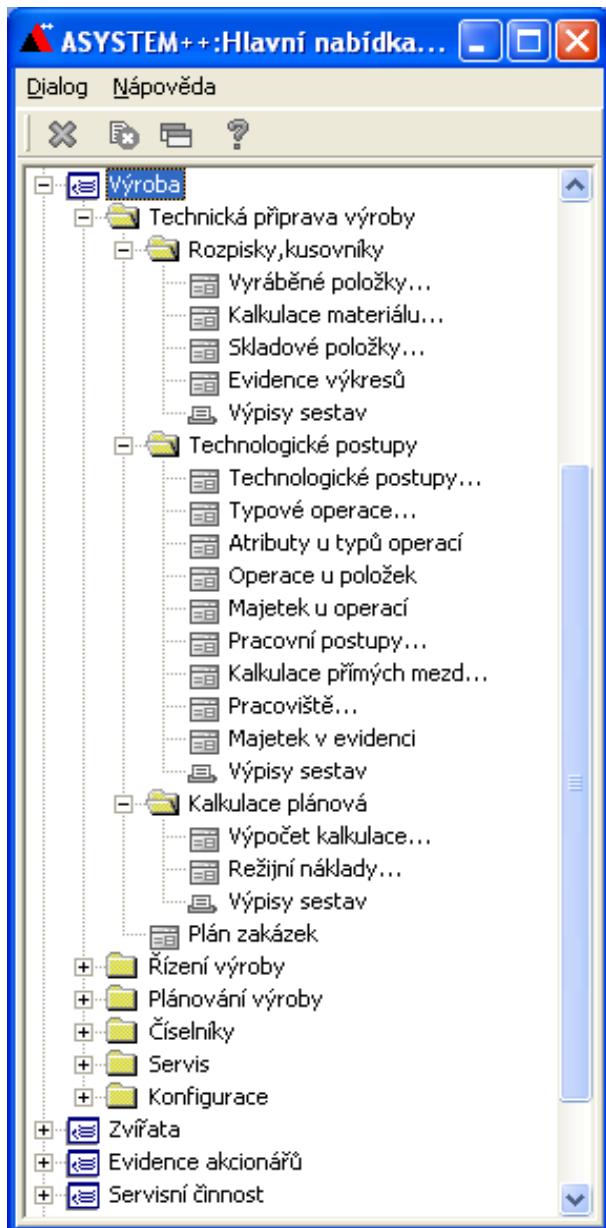 ASYSTEM++:Hlavní nabídka...
Dialog Nápověda
Výroba
Technická příprava výroby
Rozpisky,kusovníky
Vyráběné položky...
Kalkulace materiálu...
Skladové položky...
Evidence výkresů
Výpisy sestav
Technologické postupy
Technologické postupy...
Typové operace...
Atributy u typů operací
Operace u položek
Majetek u operací
Pracovní postupy...
Kalkulace přímých mezd...
Pracoviště...
Majetek v evidenci
Výpisy sestav
Kalkulace plánová
Výpočet kalkulace...
Režijní náklady...
Výpisy sestav
Plán zakázek
Řízení výroby
Plánování výroby
Číselníky
Servis
Konfigurace
Zvířata
Evidence akcionářů
Servisní činnost